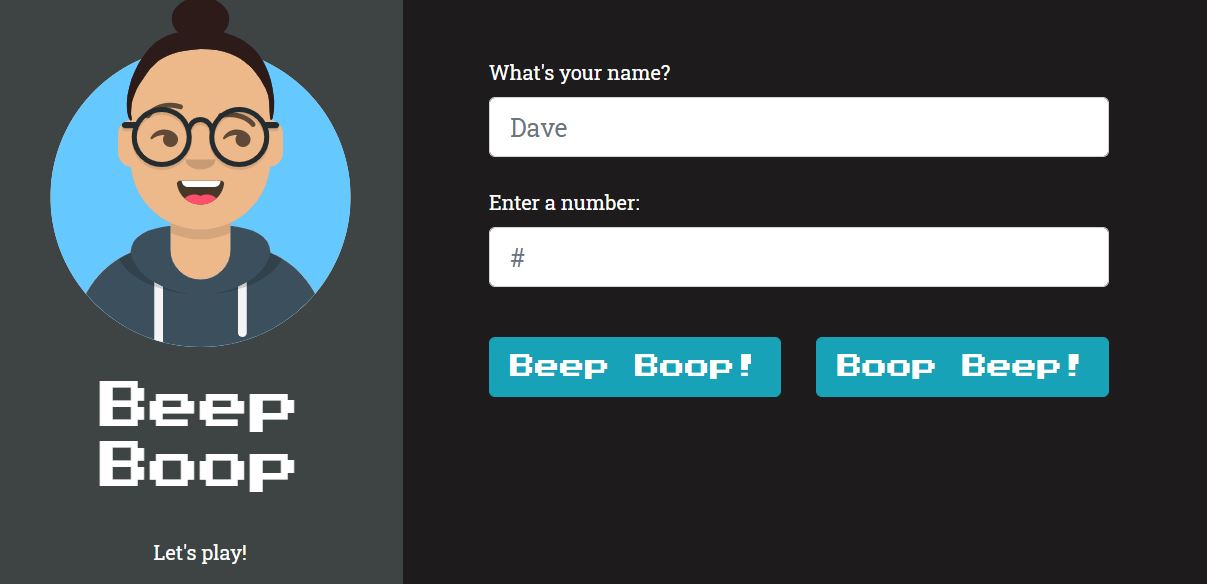 Beep
Boop
Let's play!
What's your name?
Dave
Enter a number:
#
Beep Boop!
Boop Beep!